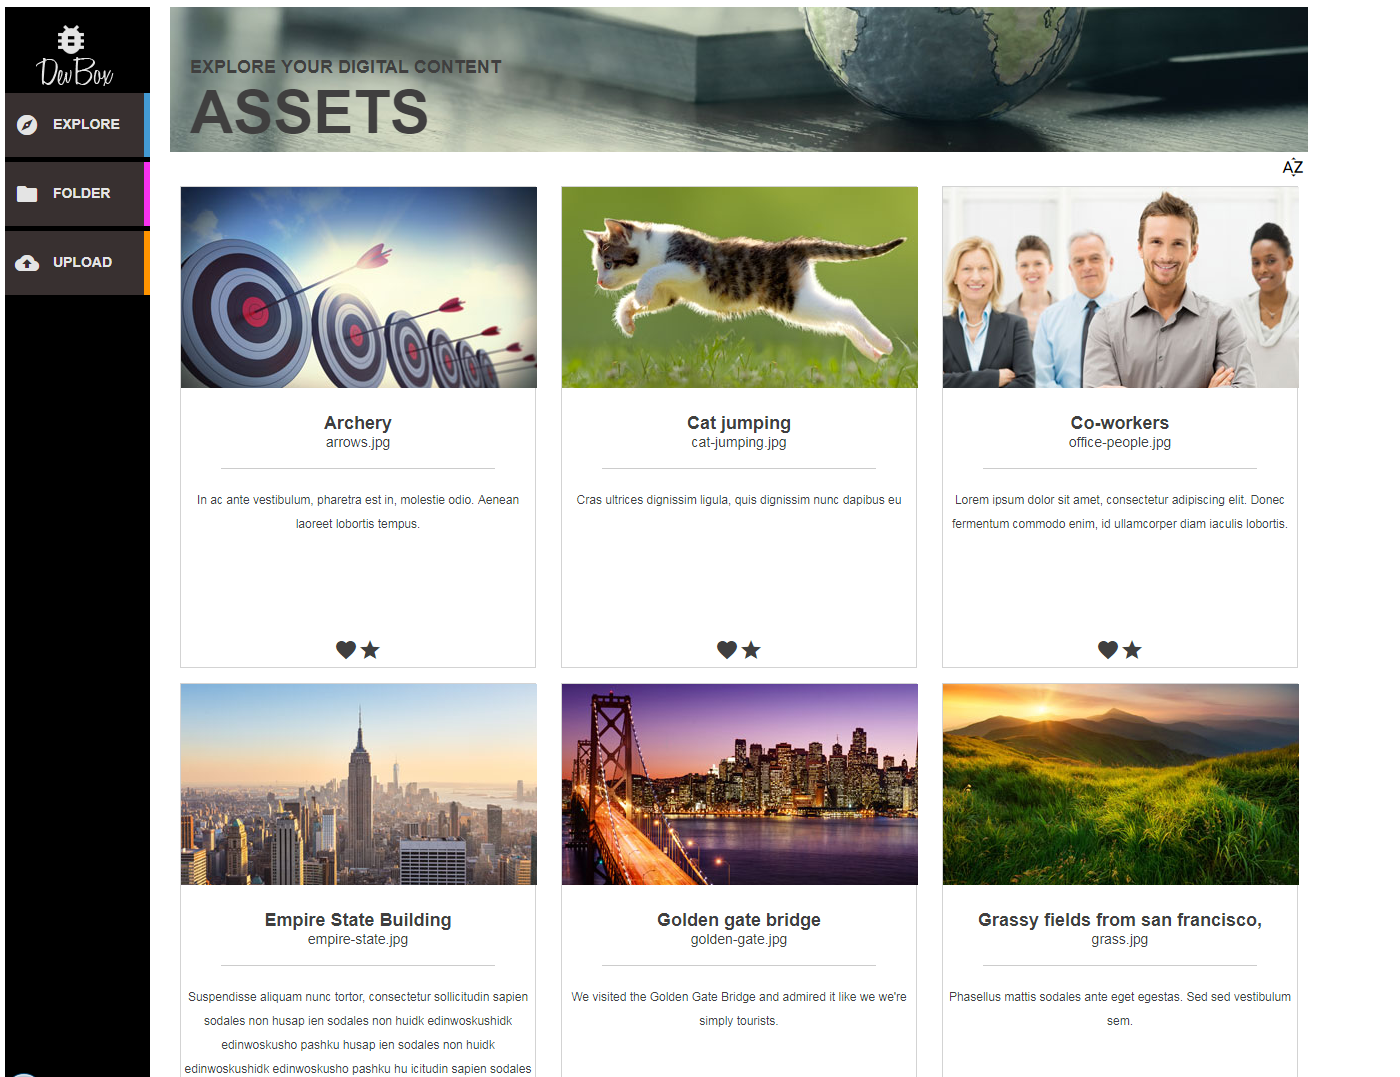 DevBox
EXPLORE
FOLDER
UPLOAD
EXPLORE YOUR DIGITAL CONTENT
ASSETS
AZ
Archery
arrows.jpg
In ac ante vestibulum, pharetra est in, molestie odio. Aenean
laoreet lobortis tempus.
Cat jumping
cat-jumping.jpg
Cras ultrices dignissim ligula, quis dignissim nunc dapibus eu
Co-workers
office-people.jpg
Lorem ipsum dolor sit amet, consectetur adipiscing elit. Donec
fermentum commodo enim, id ullamcorper diam iaculis lobortis.
Empire State Building
empire-state.jpg
Suspendisse aliquam nunc tortor, consectetur sollicitudin sapien
sodales non husap ien sodales non huidk edinwoskushidk
edinwoskusho pashku husap ien sodales non huidk
edinwoskushidk edinwoskusho pashku hu icitudin sapien sodales
Golden gate bridge
golden-gate.jpg
We visited the Golden Gate Bridge and admired it like we we're
simply tourists.
Grassy fields from san francisco,
grass.jpg
Phasellus mattis sodales ante eget egestas. Sed sed vestibulum
sem.